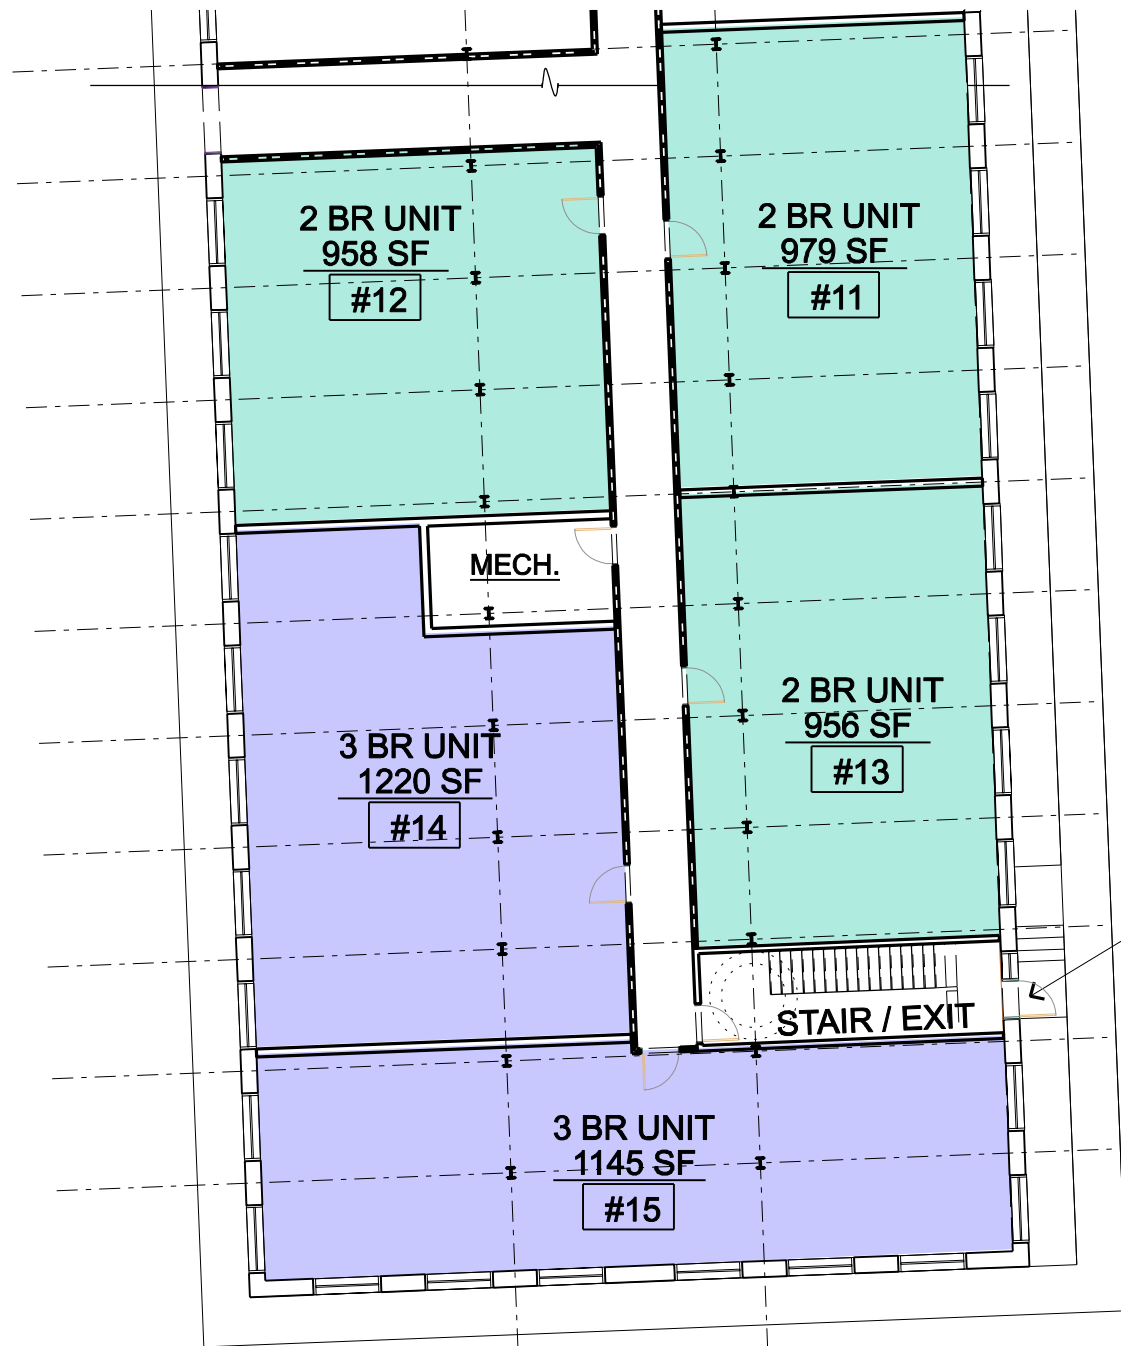 2 BR UNIT
958 SF
#12
2 BR UNIT
979 SF
#11
MECH.
2 BR UNIT
956 SF
#13
3 BR UNIT
1220 SF
#14
STAIR / EXIT
3 BR UNIT
1145 SF
#15